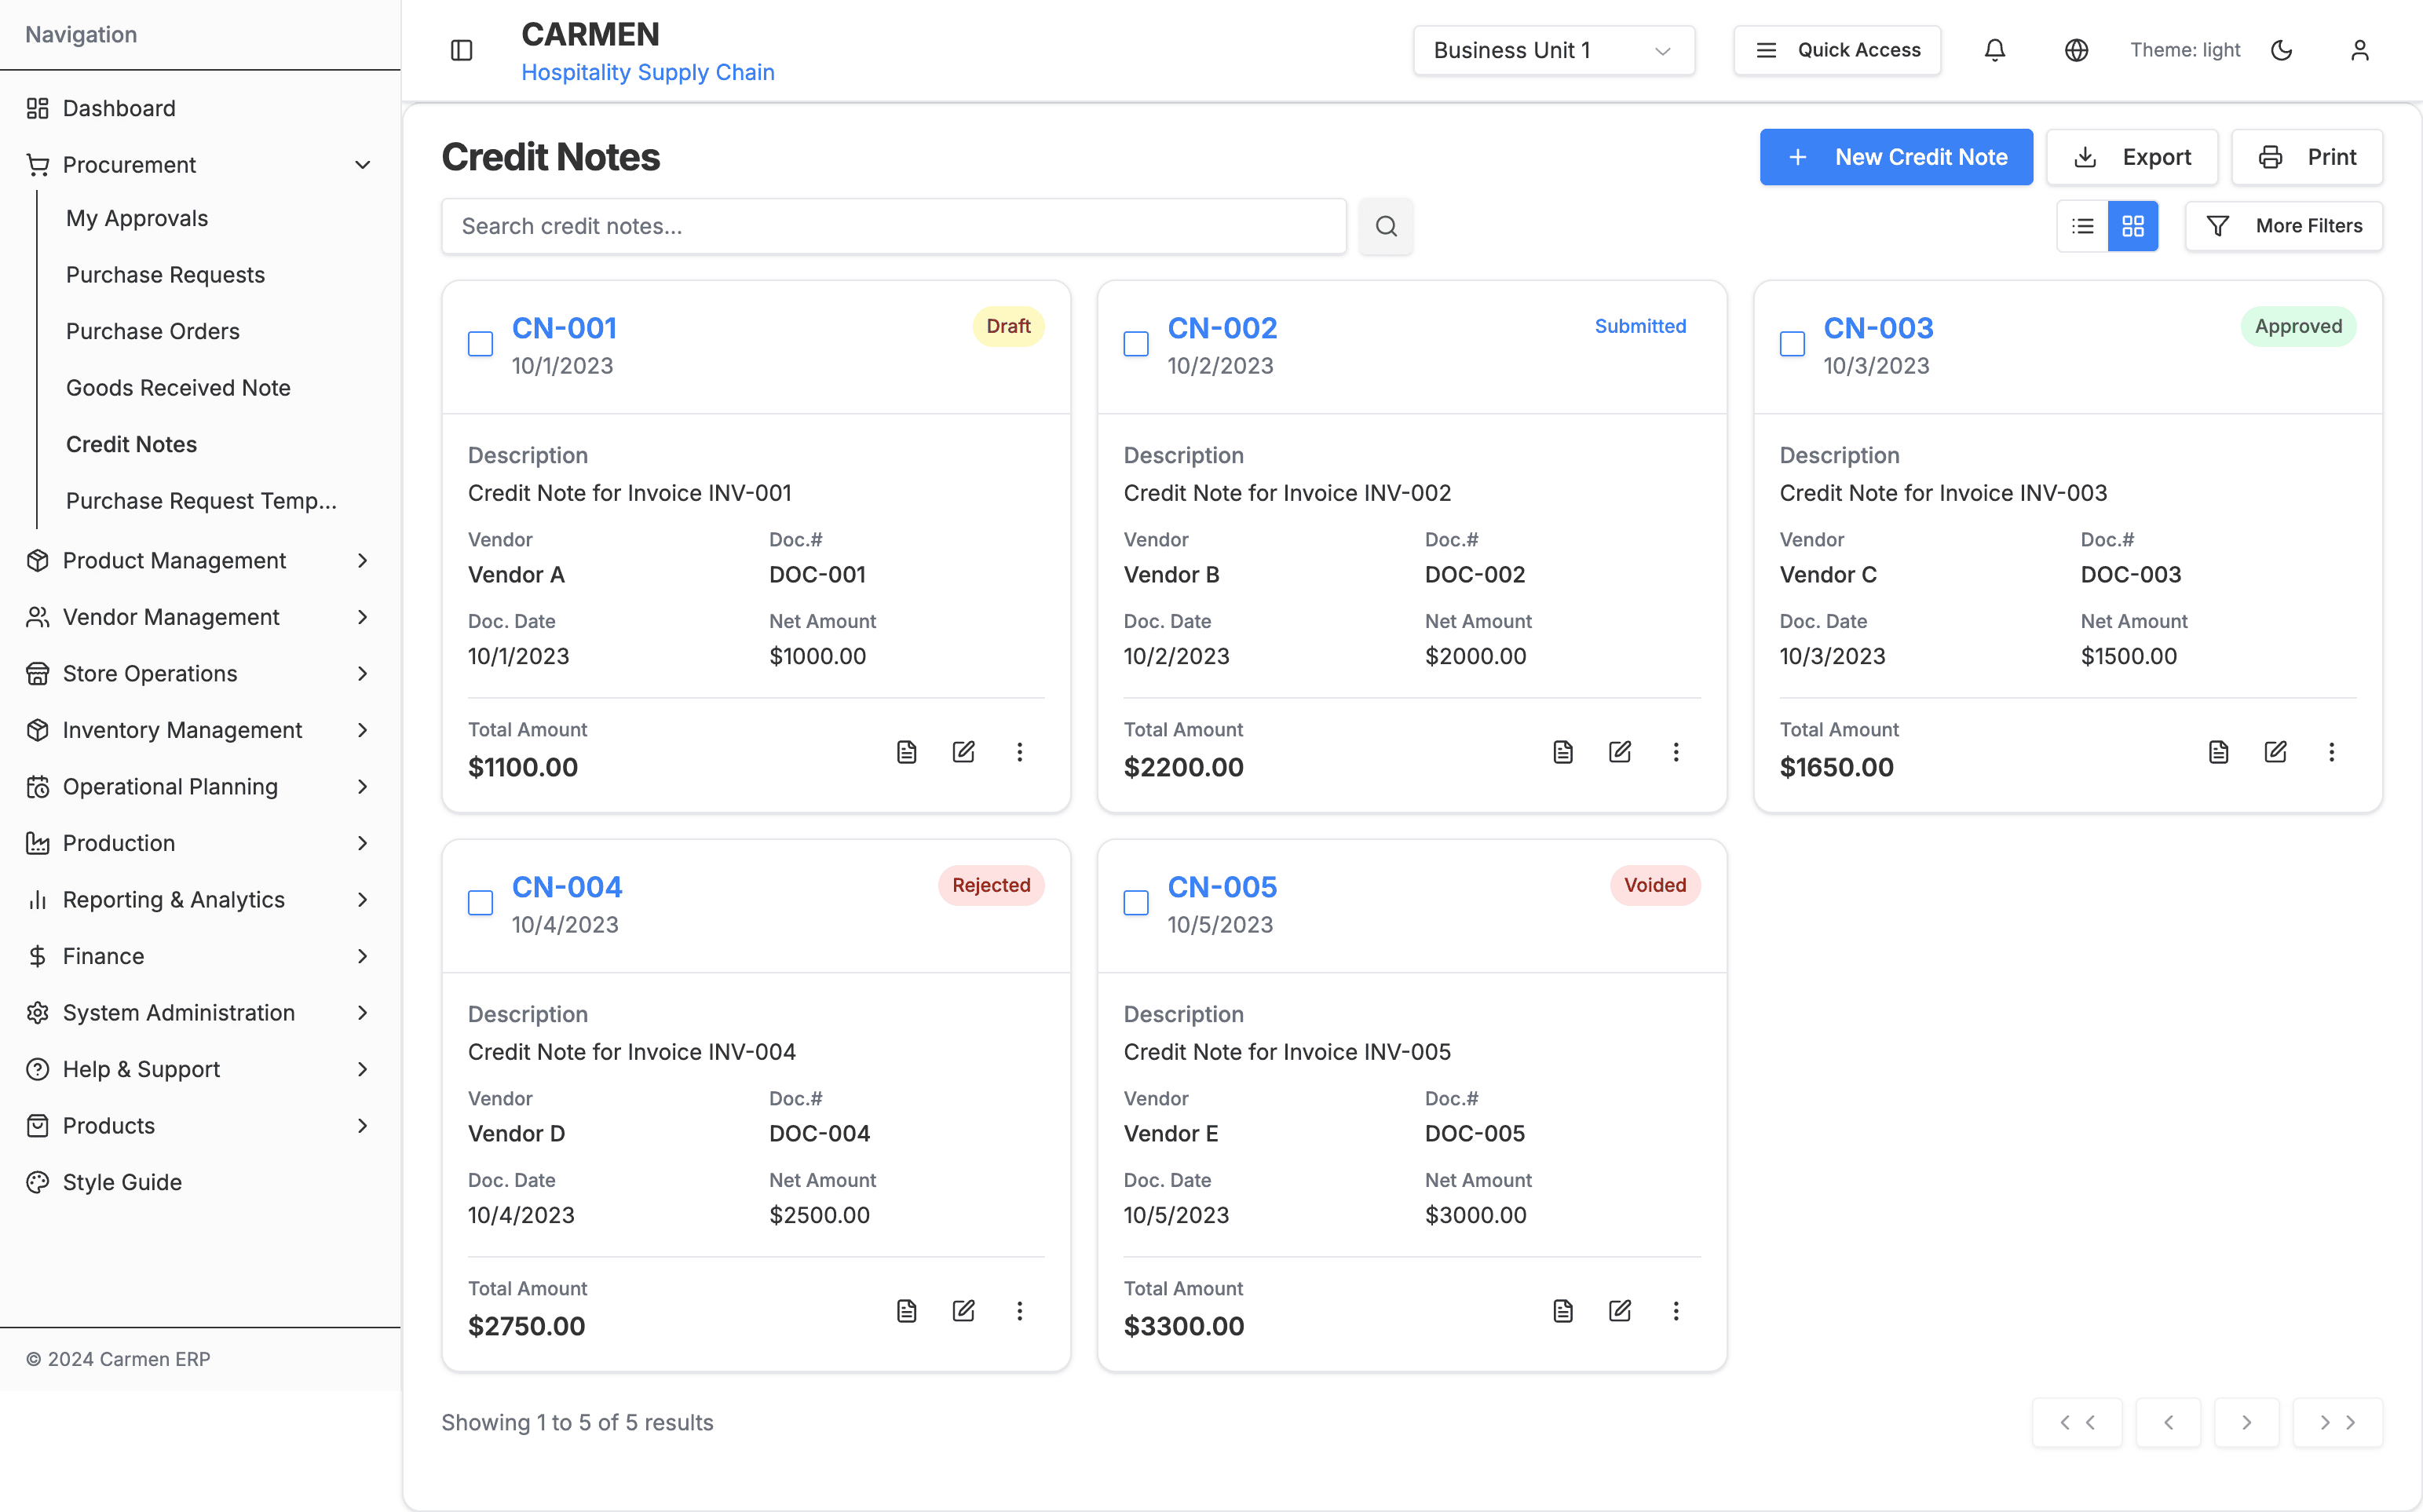 Navigation
Dashboard
Procurement
My Approvals
Purchase Requests
Purchase Orders
Goods Received Note
Credit Notes
Purchase Request Temp...
Product Management
Vendor Management
Store Operations
Inventory Management
Operational Planning
Production
Reporting & Analytics
Finance
System Administration
Help & Support
Products
Style Guide
© 2024 Carmen ERP
CARMEN
Hospitality Supply Chain
Business Unit 1
Quick Access
Theme: light
Credit Notes
New Credit Note
Export
Print
Search credit notes...
More Filters
CN-001
Draft
10/1/2023
Description
Credit Note for Invoice INV-001
Vendor Doc.#
Vendor A DOC-001
Doc. Date Net Amount
10/1/2023 $1000.00
Total Amount
$1100.00
CN-002
Submitted
10/2/2023
Description
Credit Note for Invoice INV-002
Vendor Doc.#
Vendor B DOC-002
Doc. Date Net Amount
10/2/2023 $2000.00
Total Amount
$2200.00
CN-003
Approved
10/3/2023
Description
Credit Note for Invoice INV-003
Vendor Doc.#
Vendor C DOC-003
Doc. Date Net Amount
10/3/2023 $1500.00
Total Amount
$1650.00
CN-004
Rejected
10/4/2023
Description
Credit Note for Invoice INV-004
Vendor Doc.#
Vendor D DOC-004
Doc. Date Net Amount
10/4/2023 $2500.00
Total Amount
$2750.00
CN-005
Voided
10/5/2023
Description
Credit Note for Invoice INV-005
Vendor Doc.#
Vendor E DOC-005
Doc. Date Net Amount
10/5/2023 $3000.00
Total Amount
$3300.00
Showing 1 to 5 of 5 results